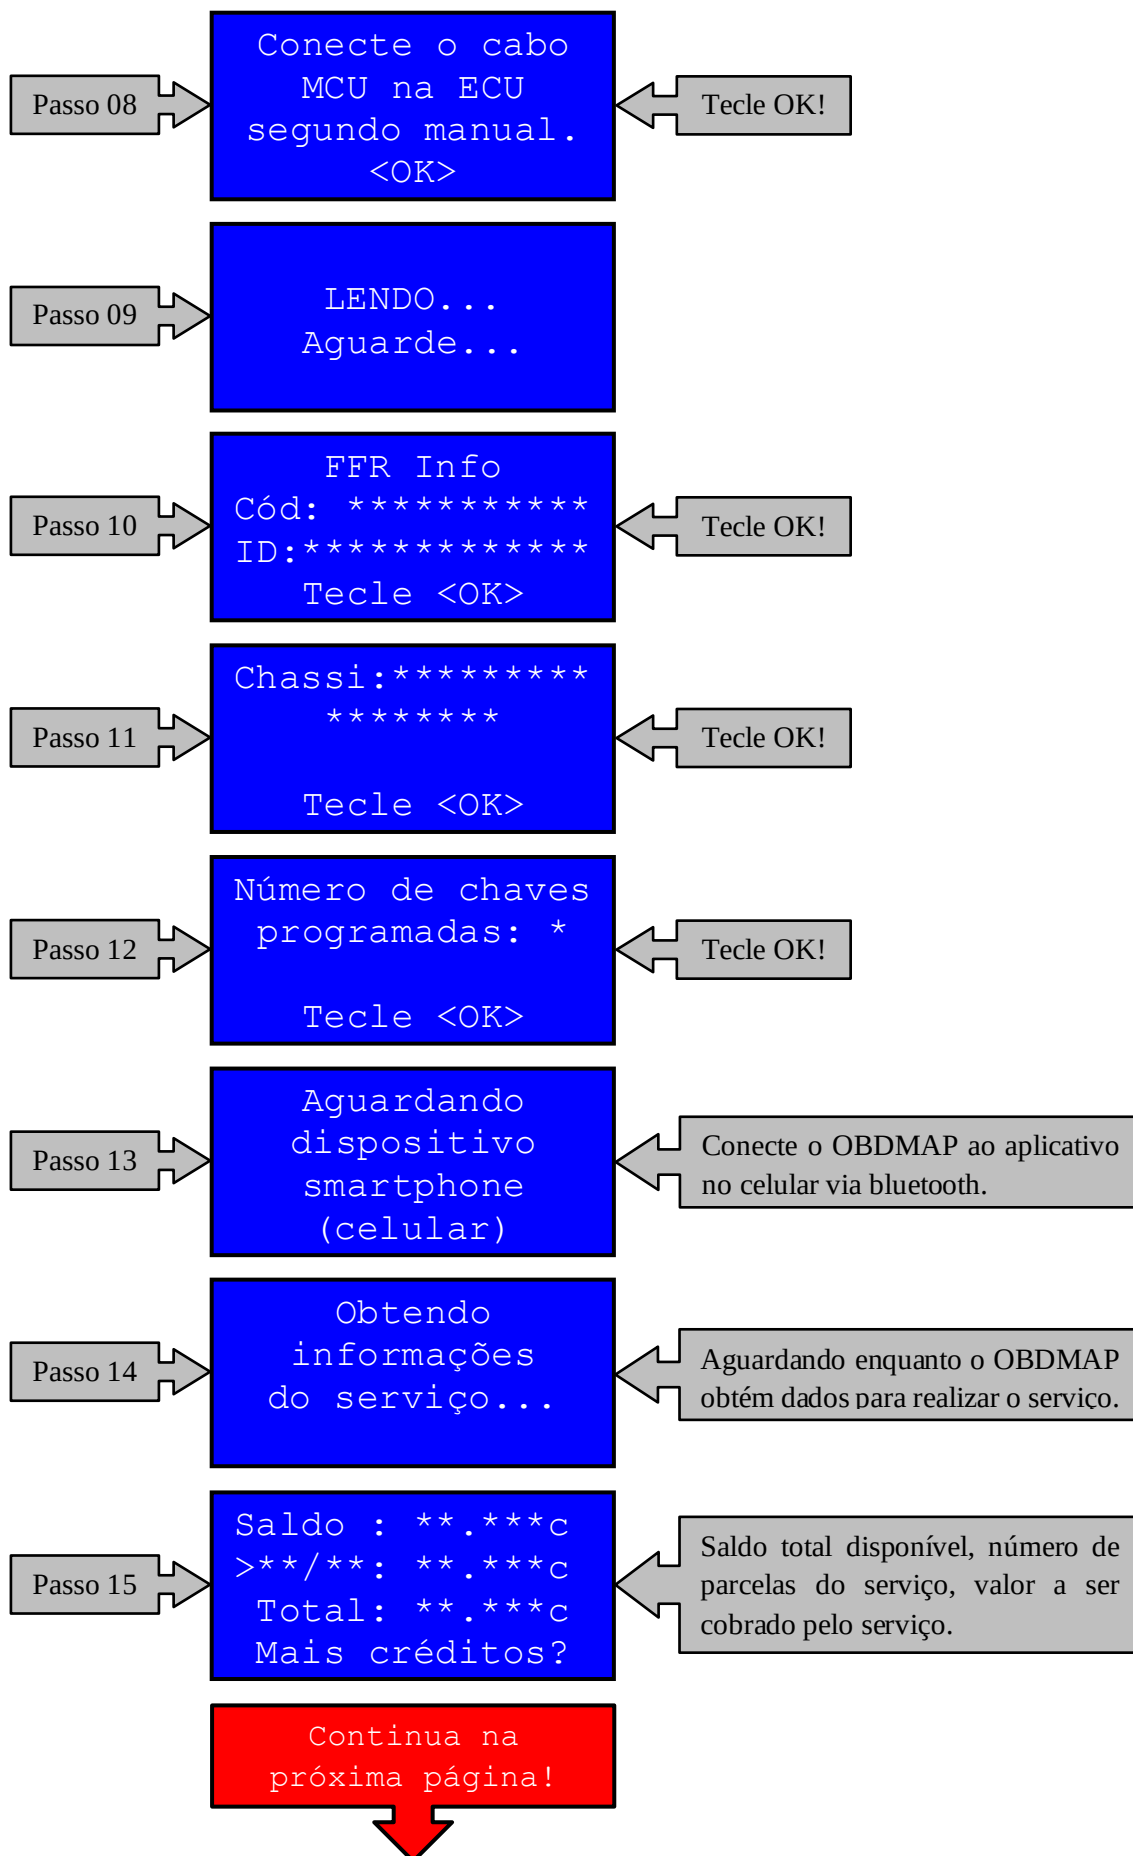 Passo 08
Conecte o cabo
MCU na ECU
segundo manual.
<OK>
Tecle OK!
Passo 09
LENDO...
Aguarde...
Passo 10
FFR Info
Cód: ***********
ID:*************
Tecle <OK>
Tecle OK!
Passo 11
Chassi:*********
********
Tecle <OK>
Tecle OK!
Passo 12
Número de chaves
programadas: *
Tecle <OK>
Tecle OK!
Passo 13
Aguardando
dispositivo
smartphone
(celular)
Conecte o OBDMAP ao aplicativo
no celular via bluetooth.
Passo 14
Obtendo
informações
do serviço...
Aguardando enquanto o OBDMAP
obtém dados para realizar o serviço.
Passo 15
Saldo : **.***c
>**/**: **.***c
Total: **.***c
Mais créditos?
Saldo total disponível, número de
parcelas do serviço, valor a ser
cobrado pelo serviço.
Continua na
próxima página!